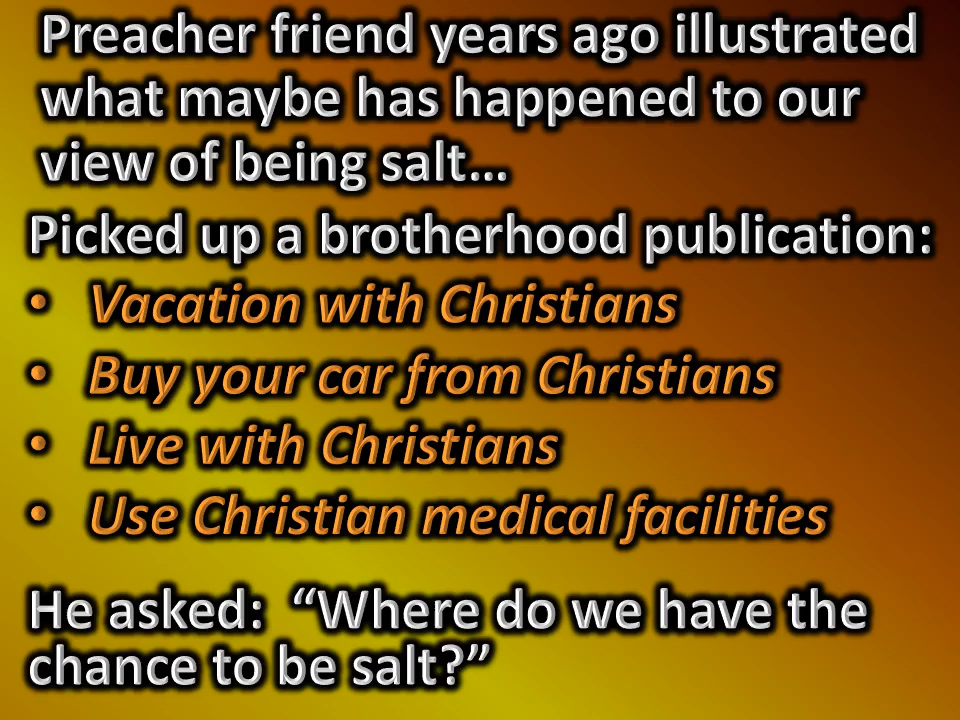 Preacher friend years ago illustrated
what maybe has happened to our
view of being salt…
Picked up a brotherhood publication:
• Vacation with Christians
• Buy your car from Christians
• Live with Christians
• Use Christian medical facilities
He asked:  “Where do we have the
chance to be salt?”